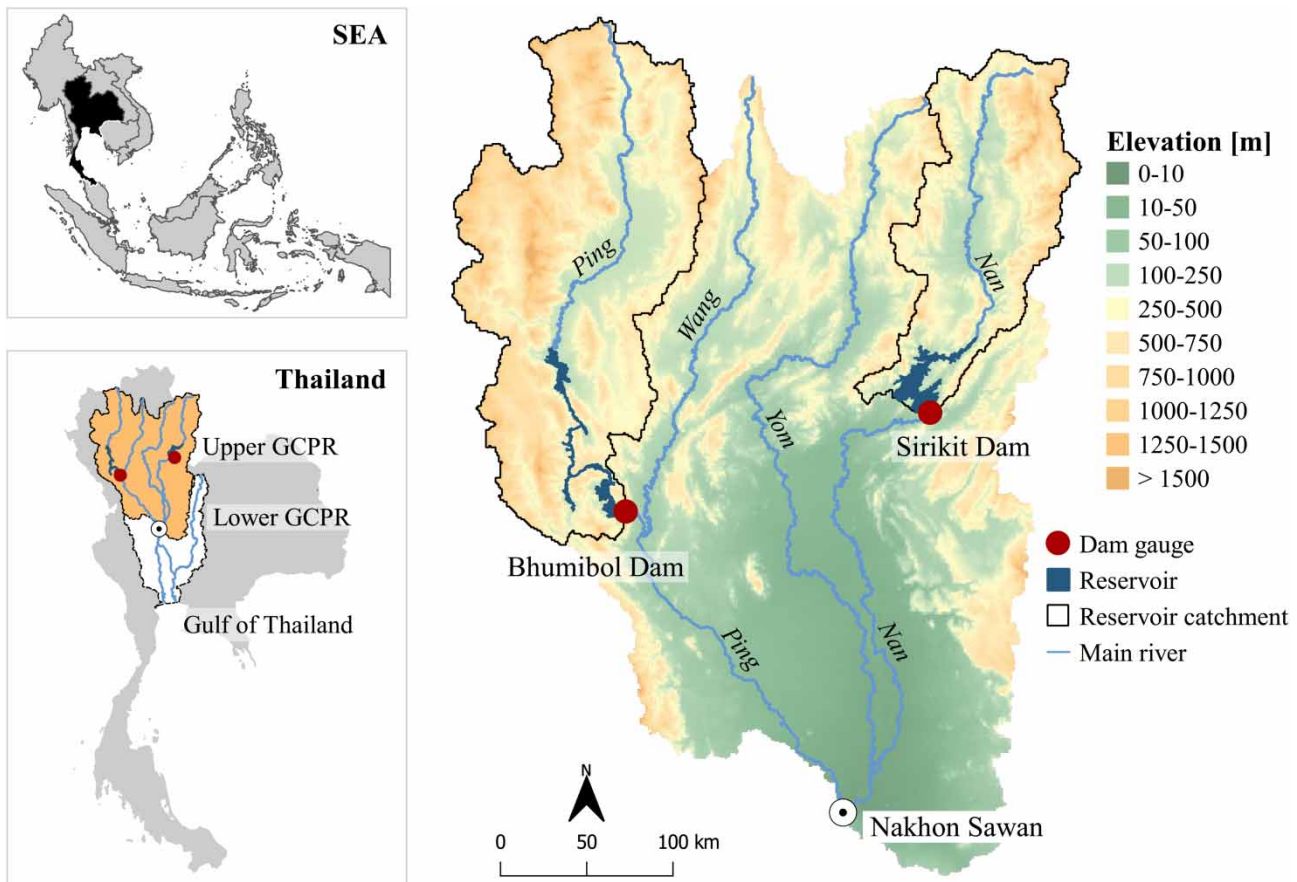 SEA
Thailand
Upper GCPR
Lower GCPR
Gulf of Thailand
Ping
Wang
Yom
Nan
Nan
Ping
Sirikit Dam
Bhumibol Dam
Nakhon Sawan
N
0 50 100 km
Elevation [m]
0-10
10-50
50-100
100-250
250-500
500-750
750-1000
1000-1250
1250-1500
> 1500
Dam gauge
Reservoir
Reservoir catchment
Main river